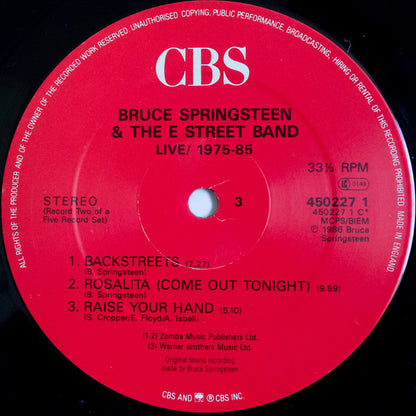 ALL RIGHTS OF THE PRODUCER AND OF THE OWNER OF THE RECORDED WORK RESERVED. UNAUTHORISED COPYING, PUBLIC PERFORMANCE, BROADCASTING, HIRING OR RENTAL OF THIS RECORDING PROHIBITED. MADE IN ENGLAND.
CBS
BRUCE SPRINGSTEEN
& THE E STREET BAND
LIVE/ 1975-85
33⅓ RPM
STEREO
(Record Two of a
Five Record Set)
3
450227 1
450227 1 C*
MCPS/BIEM
℗ 1986 Bruce
Springsteen
1. BACKSTREETS (7.27)
(B. Springsteen)
2. ROSALITA (COME OUT TONIGHT) (9.59)
(B. Springsteen)
3. RAISE YOUR HAND (5.10)
(S. Cropper/E. Floyd/A. Isbell)
(1-2) Zomba Music Publishers Ltd.
(3) Warner Brothers Music Ltd.
Original sound recording
made by Bruce Springsteen
CBS AND ® CBS INC.